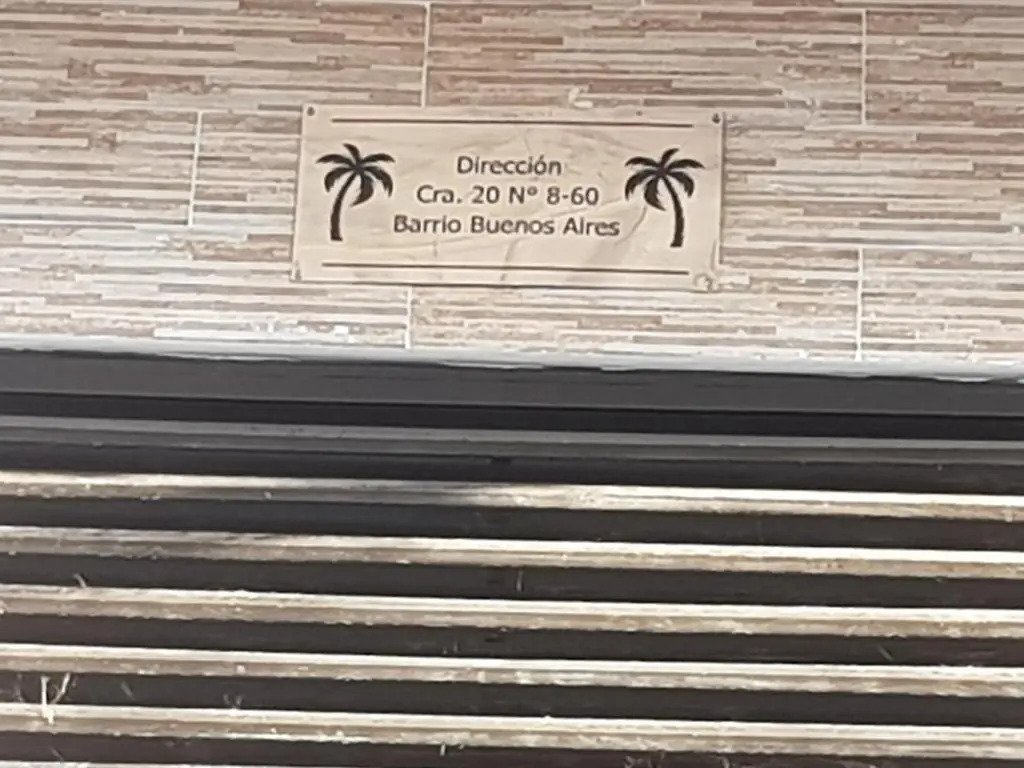 Dirección
Cra. 20 Nº 8-60
Barrio Buenos Aires